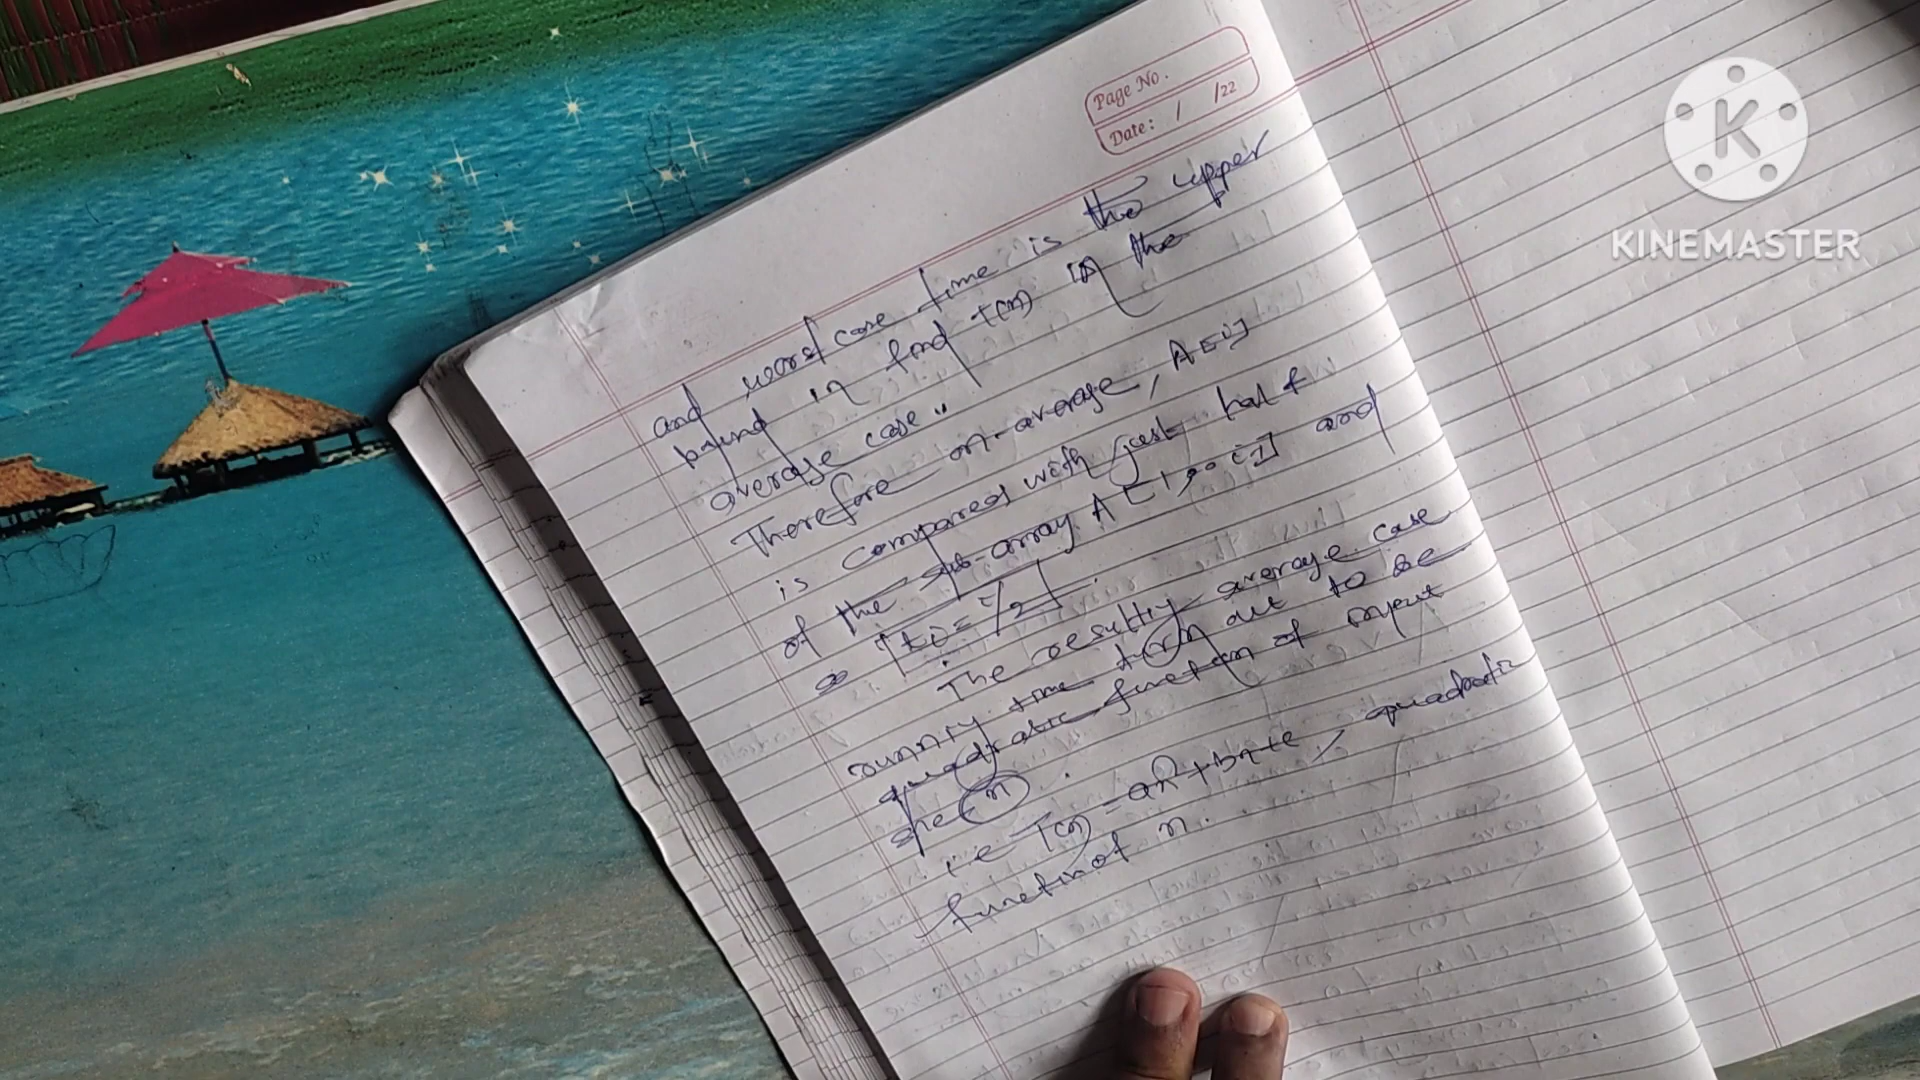 Page No.
Date: / /22
and worst case time is the upper
bound in find t(n) in the
average case"
Therefore on-average, A[i]
is compared with just half
of the sub-array A[1, and
so ti = i/2
The resulting average case
running time turn out to be
quadratic function of input
size n.
i.e T(n) = an²+bn+c, quadratic
function of n.
K
KINEMASTER